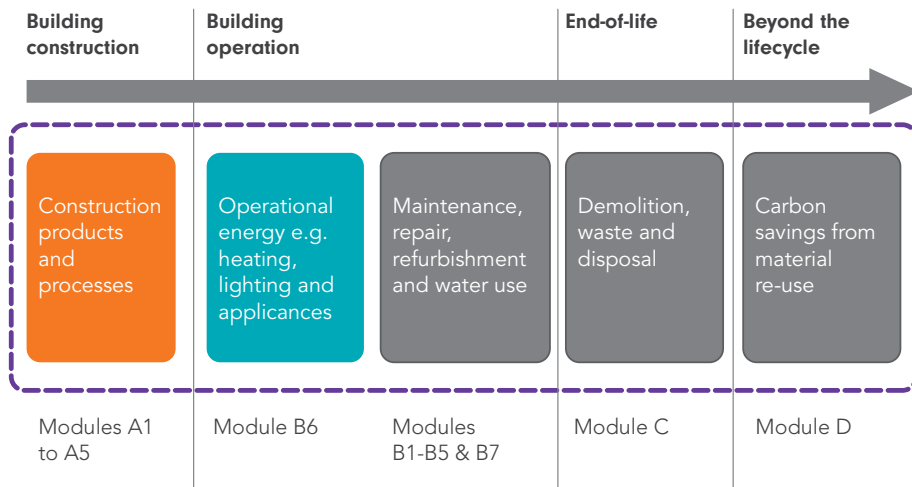 Building
construction
Building
operation
End-of-life
Beyond the
lifecycle
Construction
products
and
processes
Operational
energy e.g.
heating,
lighting and
applicances
Maintenance,
repair,
refurbishment
and water use
Demolition,
waste and
disposal
Carbon
savings from
material
re-use
Modules A1
to A5
Module B6
Modules
B1-B5 & B7
Module C
Module D